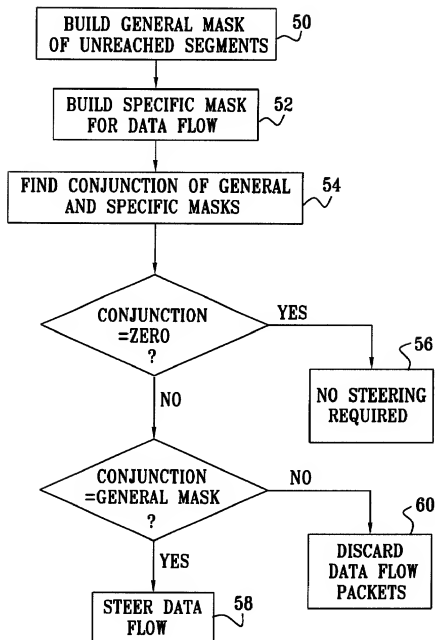 BUILD GENERAL MASK
OF UNREACHED SEGMENTS
50
BUILD SPECIFIC MASK
FOR DATA FLOW
52
FIND CONJUNCTION OF GENERAL
AND SPECIFIC MASKS
54
CONJUNCTION
=ZERO
?
YES
56
NO STEERING
REQUIRED
NO
CONJUNCTION
=GENERAL MASK
?
NO
60
DISCARD
DATA FLOW
PACKETS
YES
STEER DATA
FLOW
58